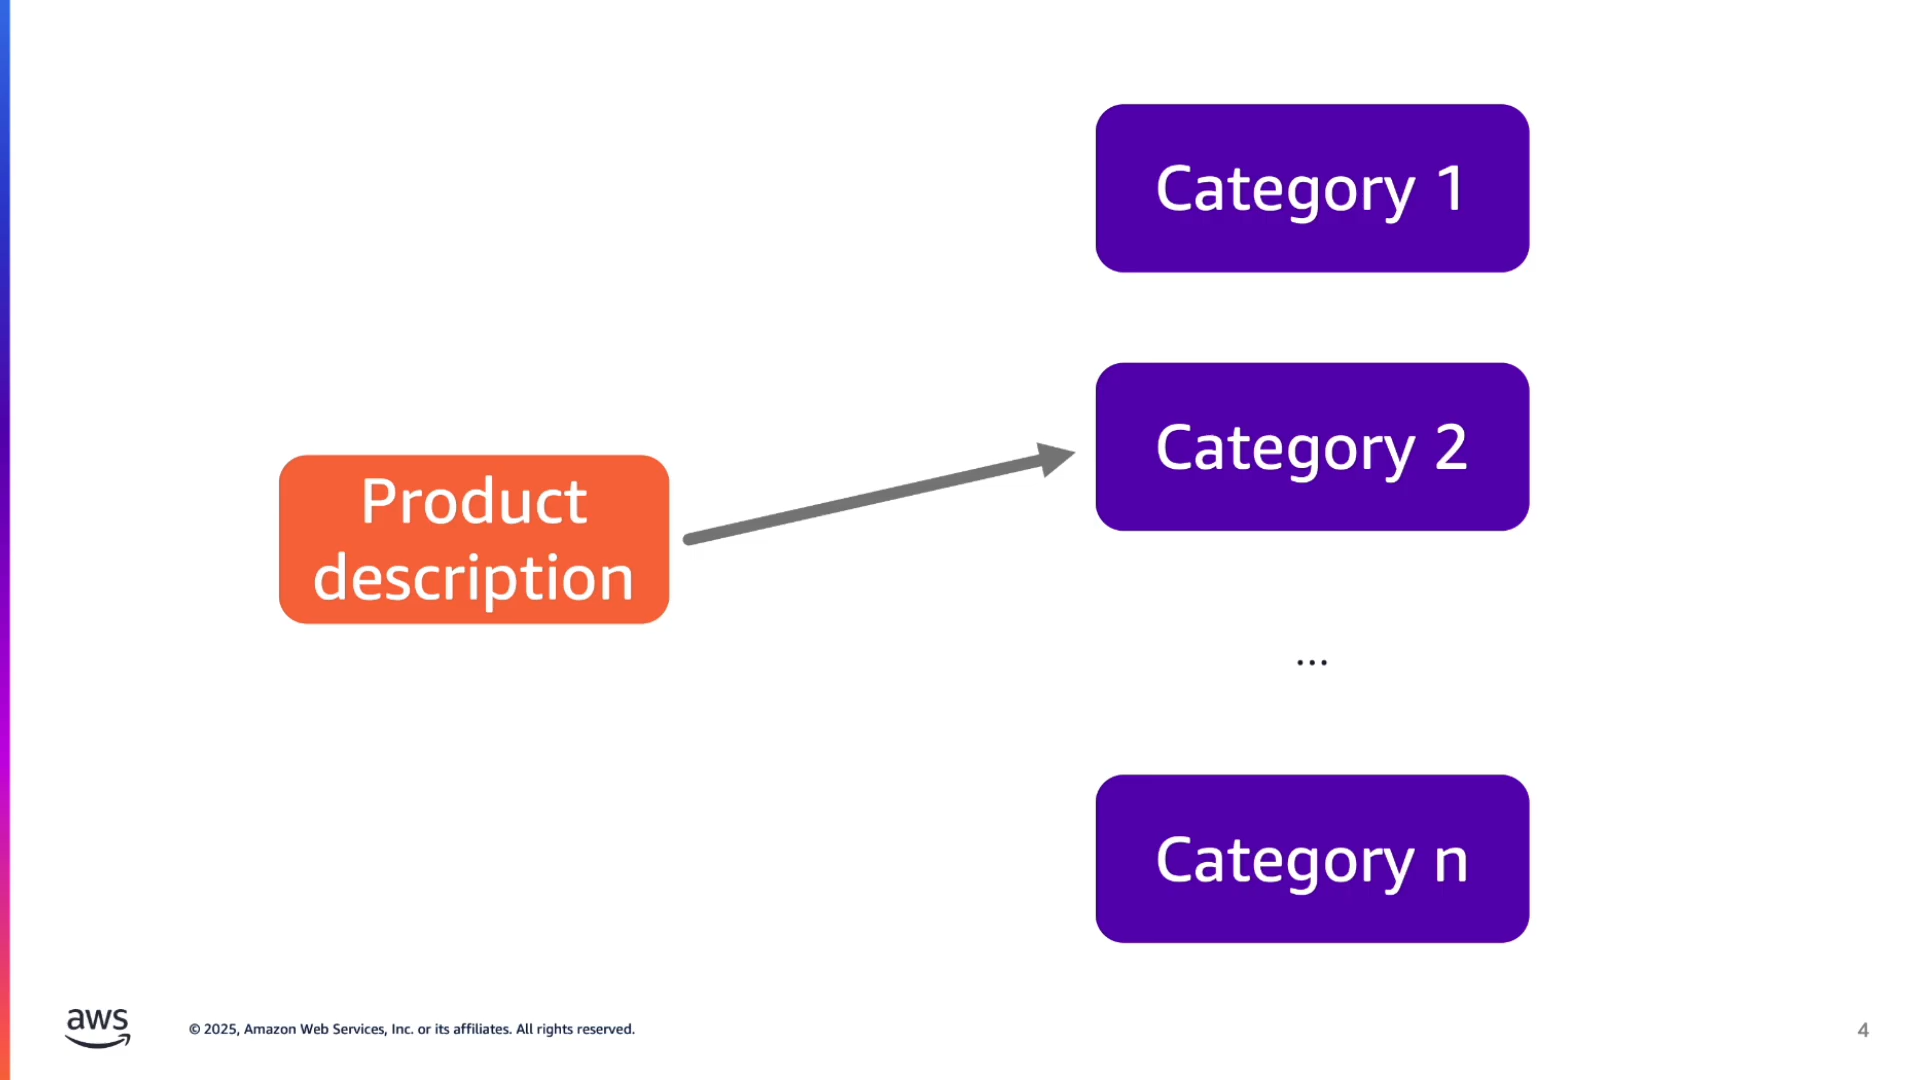 Category 1
Category 2
Product
description
...
Category n
aws
© 2025, Amazon Web Services, Inc. or its affiliates. All rights reserved.
4